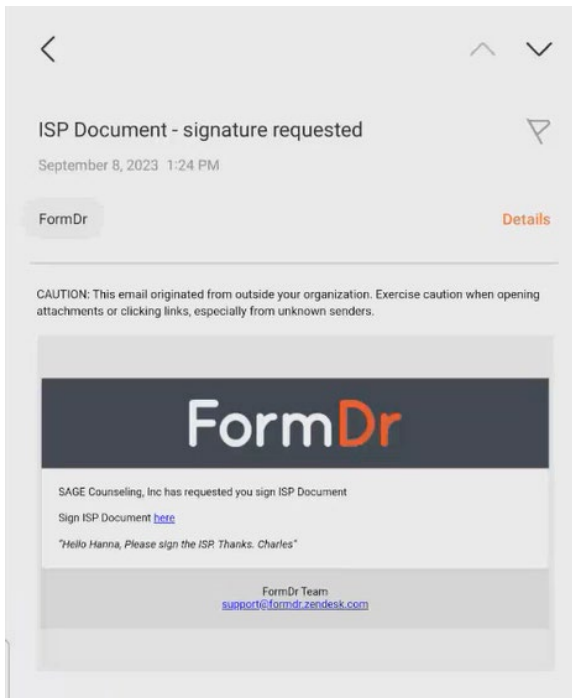 ISP Document - signature requested
September 8, 2023 1:24 PM
FormDr
Details
CAUTION: This email originated from outside your organization. Exercise caution when opening
attachments or clicking links, especially from unknown senders.
FormDr
SAGE Counseling, Inc has requested you sign ISP Document
Sign ISP Document here
"Hello Hanna, Please sign the ISP. Thanks. Charles"
FormDr Team
support@formdr.zendesk.com